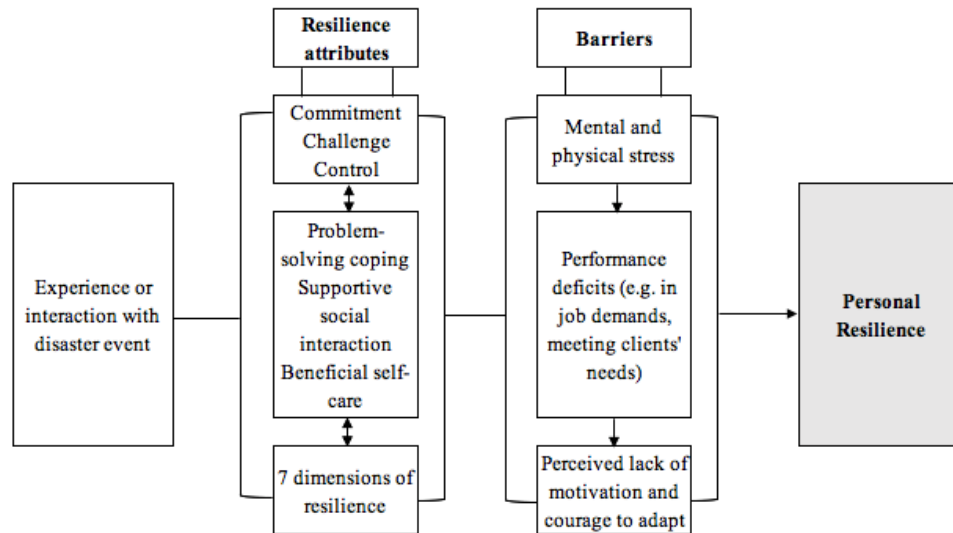 Resilience
attributes
Barriers
Commitment
Challenge
Control
Mental and
physical stress
Experience or
interaction with
disaster event
Problem-
solving coping
Supportive
social
interaction
Beneficial self-
care
Performance
deficits (e.g. in
job demands,
meeting clients'
needs)
Personal
Resilience
7 dimensions of
resilience
Perceived lack of
motivation and
courage to adapt